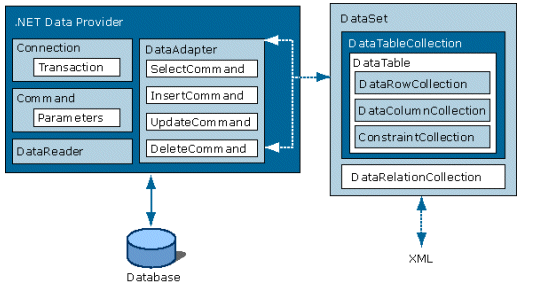 .NET Data Provider
Connection
Transaction
Command
Parameters
DataReader
DataAdapter
SelectCommand
InsertCommand
UpdateCommand
DeleteCommand
Database
DataSet
DataTableCollection
DataTable
DataRowCollection
DataColumnCollection
ConstraintCollection
DataRelationCollection
XML